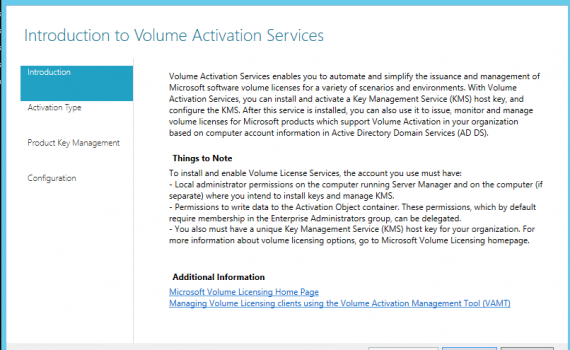 Introduction to Volume Activation Services
Introduction
Activation Type
Product Key Management
Configuration
Volume Activation Services enables you to automate and simplify the issuance and management of
Microsoft software volume licenses for a variety of scenarios and environments. With Volume
Activation Services, you can install and activate a Key Management Service (KMS) host key, and
configure the KMS. After this service is installed, you can also use it to issue, monitor and manage
volume licenses for Microsoft products which support Volume Activation in your organization
based on computer account information in Active Directory Domain Services (AD DS).
Things to Note
To install and enable Volume License Services, the account you use must have:
- Local administrator permissions on the computer running Server Manager and on the computer (if
separate) where you intend to install keys and manage KMS.
- Permissions to write data to the Activation Object container. These permissions, which by default
require membership in the Enterprise Administrators group, can be delegated.
- You also must have a unique Key Management Service (KMS) host key for your organization. For
more information about volume licensing options, go to Microsoft Volume Licensing homepage.
Additional Information
Microsoft Volume Licensing Home Page
Managing Volume Licensing clients using the Volume Activation Management Tool (VAMT)